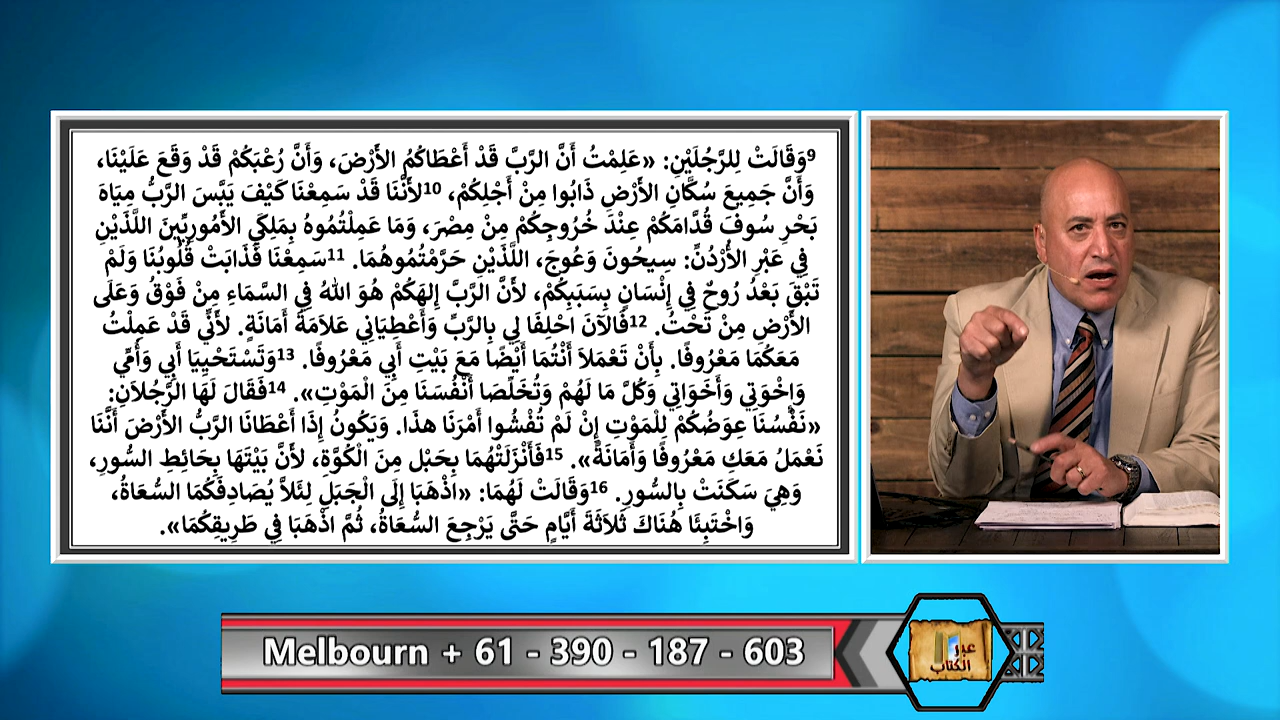 9وَقَالَتْ لِلرَّجُلَيْنِ: «عَلِمْتُ أَنَّ الرَّبَّ قَدْ أَعْطَاكُمُ الأَرْضَ، وَأَنَّ رُعْبَكُمْ قَدْ وَقَعَ عَلَيْنَا،
وَأَنَّ جَمِيعَ سُكَّانِ الأَرْضِ ذَابُوا مِنْ أَجْلِكُمْ، 10لأَنَّنَا قَدْ سَمِعْنَا كَيْفَ يَبَّسَ الرَّبُّ مِيَاهَ
بَحْرِ سُوفَ قُدَّامَكُمْ عِنْدَ خُرُوجِكُمْ مِنْ مِصْرَ، وَمَا عَمِلْتُمُوهُ بِمَلِكَيِ الأَمُورِيِّينَ اللَّذَيْنِ
فِي عَبْرِ الأُرْدُنِّ: سِيحُونَ وَعُوجَ، اللَّذَيْنِ حَرَّمْتُمُوهُمَا. 11سَمِعْنَا فَذَابَتْ قُلُوبُنَا وَلَمْ
تَبْقَ بَعْدُ رُوحٌ فِي إِنْسَانٍ بِسَبَبِكُمْ، لأَنَّ الرَّبَّ إِلهَكُمْ هُوَ اللهُ فِي السَّمَاءِ مِنْ فَوْقُ وَعَلَى
الأَرْضِ مِنْ تَحْتُ. 12فَالآنَ احْلِفَا لِي بِالرَّبِّ وَأَعْطِيَانِي عَلاَمَةَ أَمَانَةٍ. لأَنِّي قَدْ عَمِلْتُ
مَعَكُمَا مَعْرُوفًا. بِأَنْ تَعْمَلاَ أَنْتُمَا أَيْضًا مَعَ بَيْتِ أَبِي مَعْرُوفًا. 13وَتَسْتَحْيِيَا أَبِي وَأُمِّي
وَإِخْوَتِي وَأَخَوَاتِي وَكُلَّ مَا لَهُمْ وَتُخَلِّصَا أَنْفُسَنَا مِنَ الْمَوْتِ». 14فَقَالَ لَهَا الرَّجُلاَنِ:
«نَفْسُنَا عِوَضُكُمْ لِلْمَوْتِ إِنْ لَمْ تُفْشُوا أَمْرَنَا هذَا. وَيَكُونُ إِذَا أَعْطَانَا الرَّبُّ الأَرْضَ أَنَّنَا
نَعْمَلُ مَعَكِ مَعْرُوفًا وَأَمَانَةً». 15فَأَنْزَلَتْهُمَا بِحَبْل مِنَ الْكُوَّةِ، لأَنَّ بَيْتَهَا بِحَائِطِ السُّورِ،
وَهِيَ سَكَنَتْ بِالسُّورِ. 16وَقَالَتْ لَهُمَا: «اذْهَبَا إِلَى الْجَبَلِ لِئَلاَّ يُصَادِفَكُمَا السُّعَاةُ،
وَاخْتَبِئَا هُنَاكَ ثَلاَثَةَ أَيَّامٍ حَتَّى يَرْجِعَ السُّعَاةُ، ثُمَّ اذْهَبَا فِي طَرِيقِكُمَا».
Melbourn + 61 - 390 - 187 - 603
عبر
الكتاب